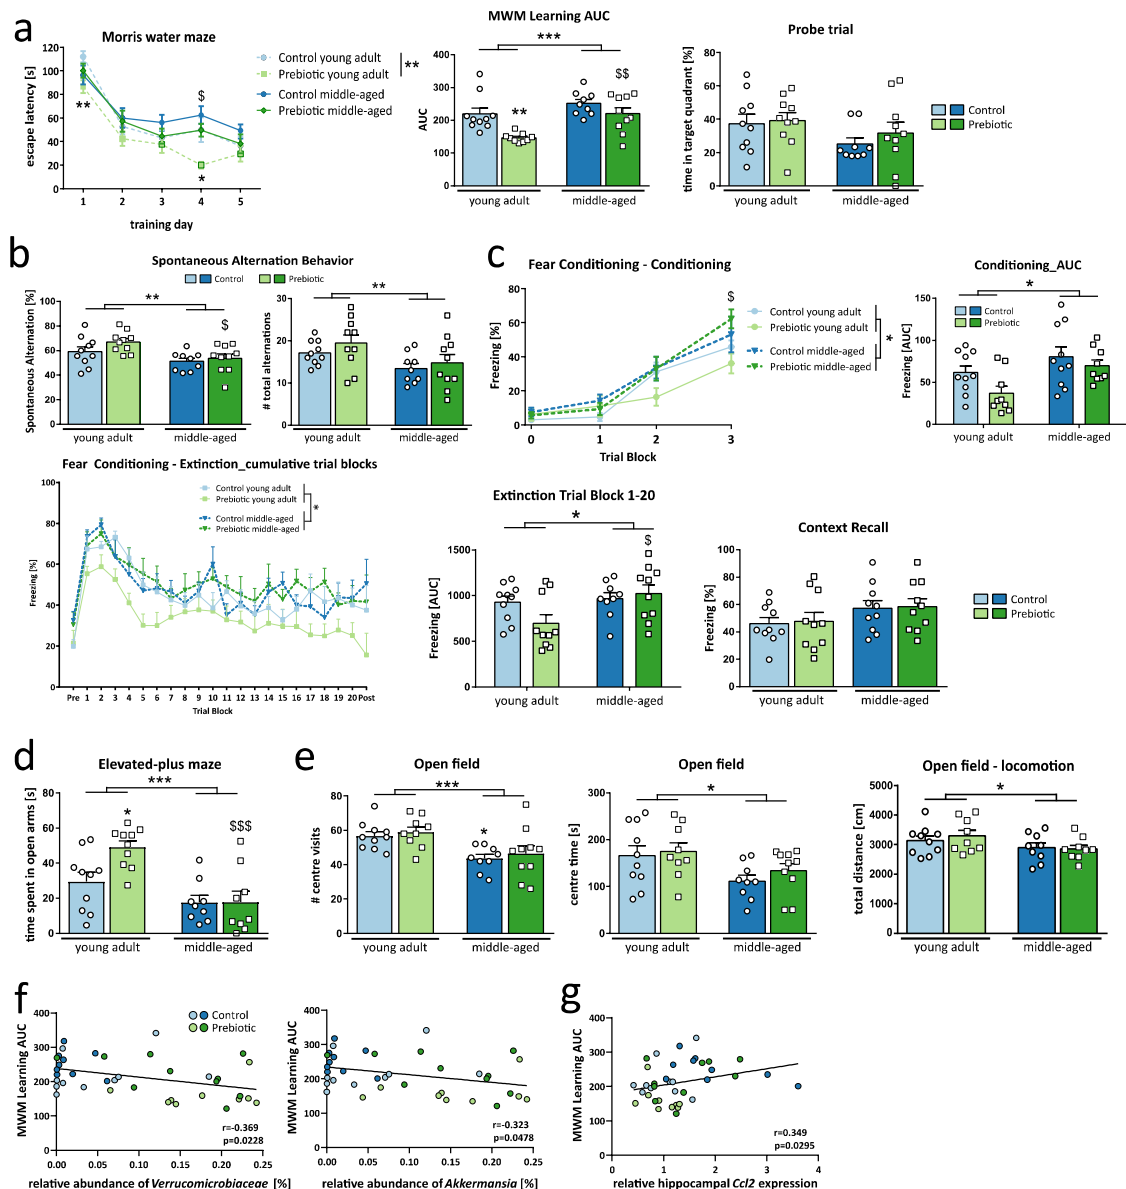 a
Morris water maze
escape latency [s]
120
100
80
60
40
20
0
**
$
*
1 2 3 4 5
training day
Control young adult
Prebiotic young adult
**
Control middle-aged
Prebiotic middle-aged
MWM Learning AUC
***
$$
**
AUC
400
300
200
100
0
young adult middle-aged
Probe trial
time in target quadrant [%]
80
60
40
20
0
young adult middle-aged
Control
Prebiotic
b
Spontaneous Alternation Behavior
Control Prebiotic
Spontaneous Alternation [%]
100
80
60
40
20
0
**
$
young adult middle-aged
# total alternations
30
20
10
0
**
young adult middle-aged
c
Fear Conditioning - Conditioning
Freezing [%]
80
60
40
20
0
$
0 1 2 3
Trial Block
Control young adult
Prebiotic young adult
Control middle-aged
Prebiotic middle-aged
*
Conditioning_AUC
*
Control
Prebiotic
Freezing [AUC]
150
100
50
0
young adult middle-aged
Fear Conditioning - Extinction_cumulative trial blocks
Control young adult
Prebiotic young adult
*
Control middle-aged
Prebiotic middle-aged
Freezing [%]
100
80
60
40
20
0
Pre 1 2 3 4 5 6 7 8 9 10 11 12 13 14 15 16 17 18 19 20 Post
Trial Block
Extinction Trial Block 1-20
*
$
Freezing [AUC]
1500
1000
500
0
young adult middle-aged
Context Recall
Freezing [%]
100
80
60
40
20
0
young adult middle-aged
Control
Prebiotic
d
Elevated-plus maze
***
*
$$$
time spent in open arms [s]
80
60
40
20
0
young adult middle-aged
e
Open field
***
*
# centre visits
80
60
40
20
0
young adult middle-aged
Open field
*
centre time [s]
300
200
100
0
young adult middle-aged
Open field - locomotion
*
total distance [cm]
5000
4000
3000
2000
1000
0
young adult middle-aged
Control
Prebiotic
f
Control
Prebiotic
MWM Learning AUC
400
300
200
100
0
r=-0.369
p=0.0228
0.00 0.05 0.10 0.15 0.20 0.25
relative abundance of Verrucomicrobiaceae [%]
MWM Learning AUC
400
300
200
100
0
r=-0.323
p=0.0478
0.00 0.05 0.10 0.15 0.20 0.25
relative abundance of Akkermansia [%]
g
MWM Learning AUC
400
300
200
100
0
r=0.349
p=0.0295
0 1 2 3 4
relative hippocampal Ccl2 expression